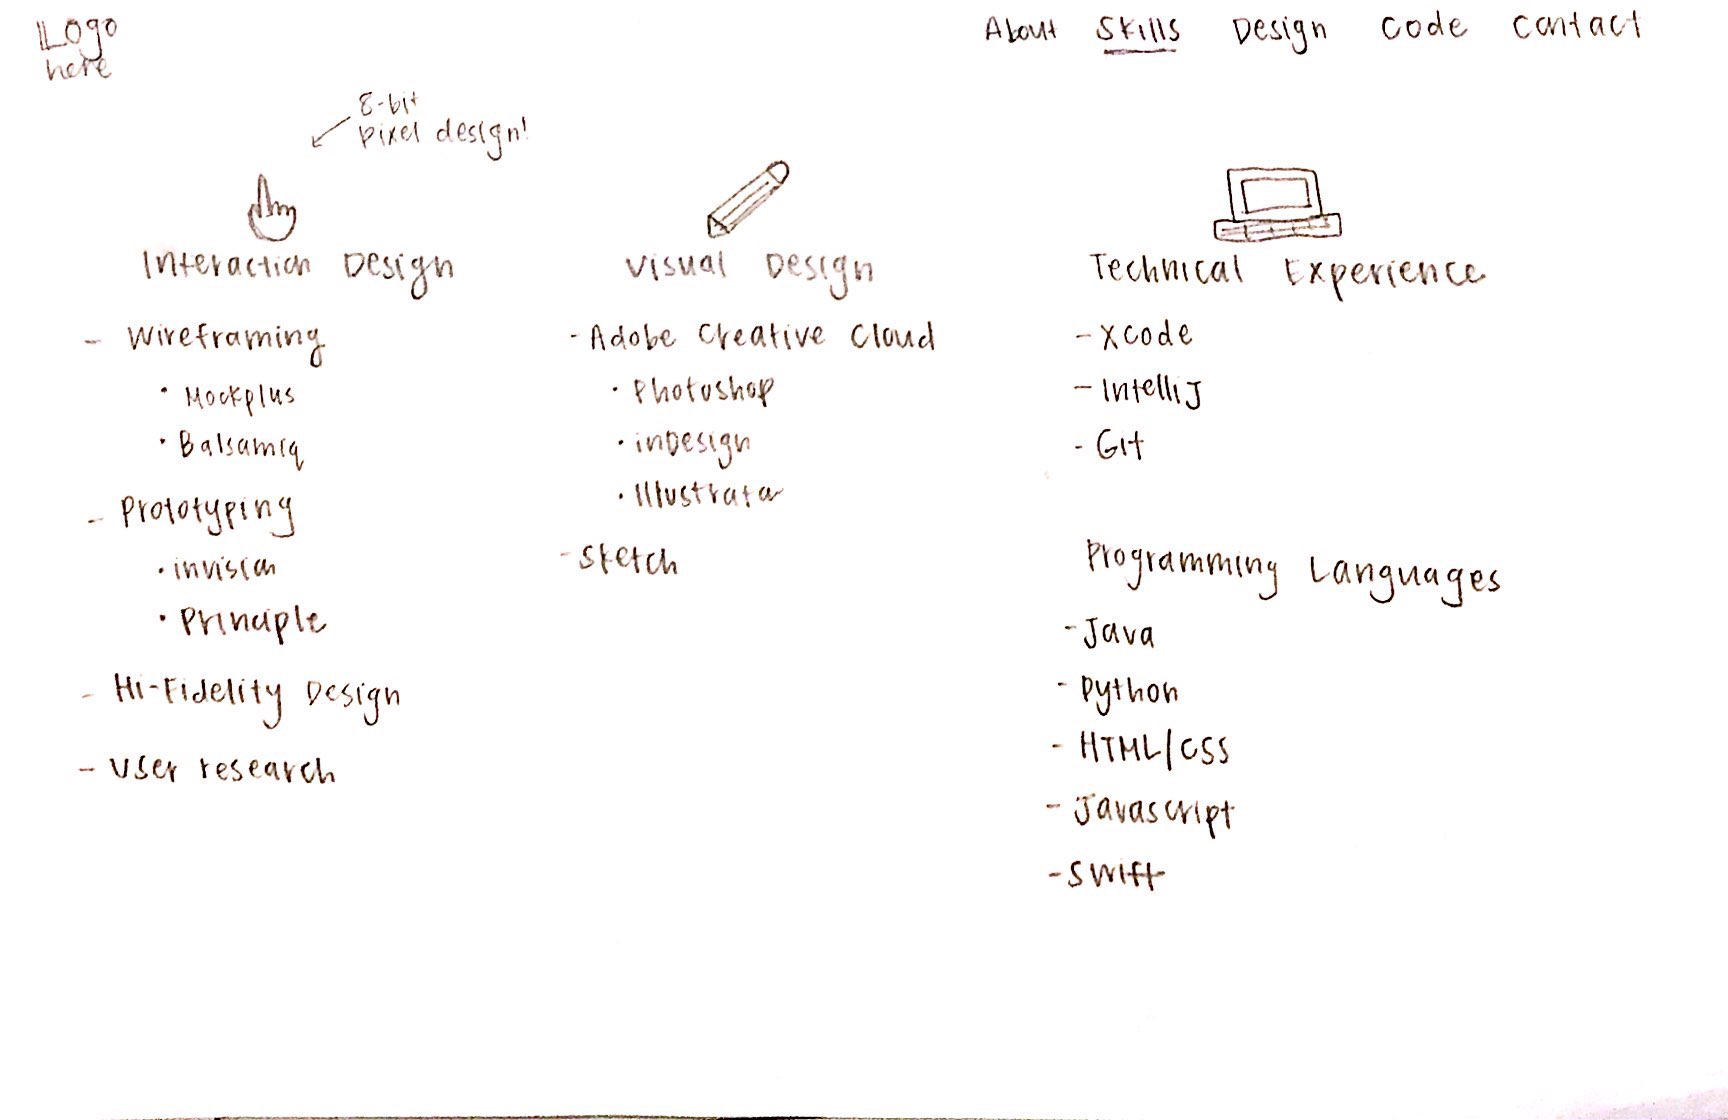 Logo
here
About Skills Design Code Contact
8-bit
pixel design!
Interaction Design
- Wireframing
• Mockplus
• Balsamiq
- Prototyping
• invision
• Principle
- Hi-Fidelity Design
- User research
Visual Design
- Adobe Creative Cloud
• Photoshop
• inDesign
• Illustrator
- Sketch
Technical Experience
- Xcode
- IntelliJ
- Git
Programming Languages
- Java
- Python
- HTML/CSS
- Javascript
- Swift